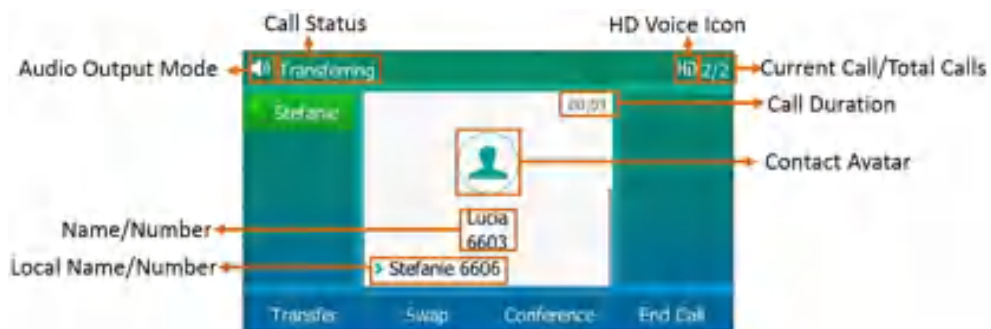 Call Status
HD Voice Icon
Audio Output Mode
Transferring
HD 2/2
Current Call/Total Calls
Stefanie
00:01
Call Duration
Contact Avatar
Name/Number
Lucia
6603
Local Name/Number
> Stefanie 6606
Transfer
Swap
Conference
End Call